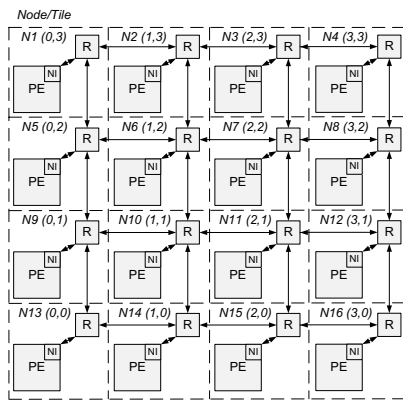 Node/Tile
N1 (0,3) N2 (1,3) N3 (2,3) N4 (3,3)
R R R R
NI NI NI NI
PE PE PE PE
N5 (0,2) N6 (1,2) N7 (2,2) N8 (3,2)
R R R R
NI NI NI NI
PE PE PE PE
N9 (0,1) N10 (1,1) N11 (2,1) N12 (3,1)
R R R R
NI NI NI NI
PE PE PE PE
N13 (0,0) N14 (1,0) N15 (2,0) N16 (3,0)
R R R R
NI NI NI NI
PE PE PE PE